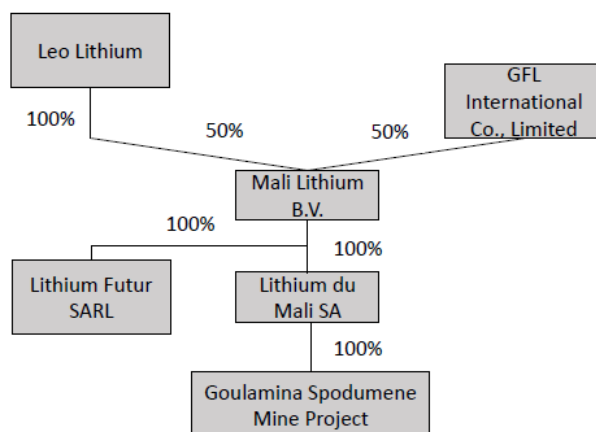 Leo Lithium
GFL
International
Co., Limited
100%
50%
50%
Mali Lithium
B.V.
100%
100%
Lithium Futur
SARL
Lithium du
Mali SA
100%
Goulamina Spodumene
Mine Project